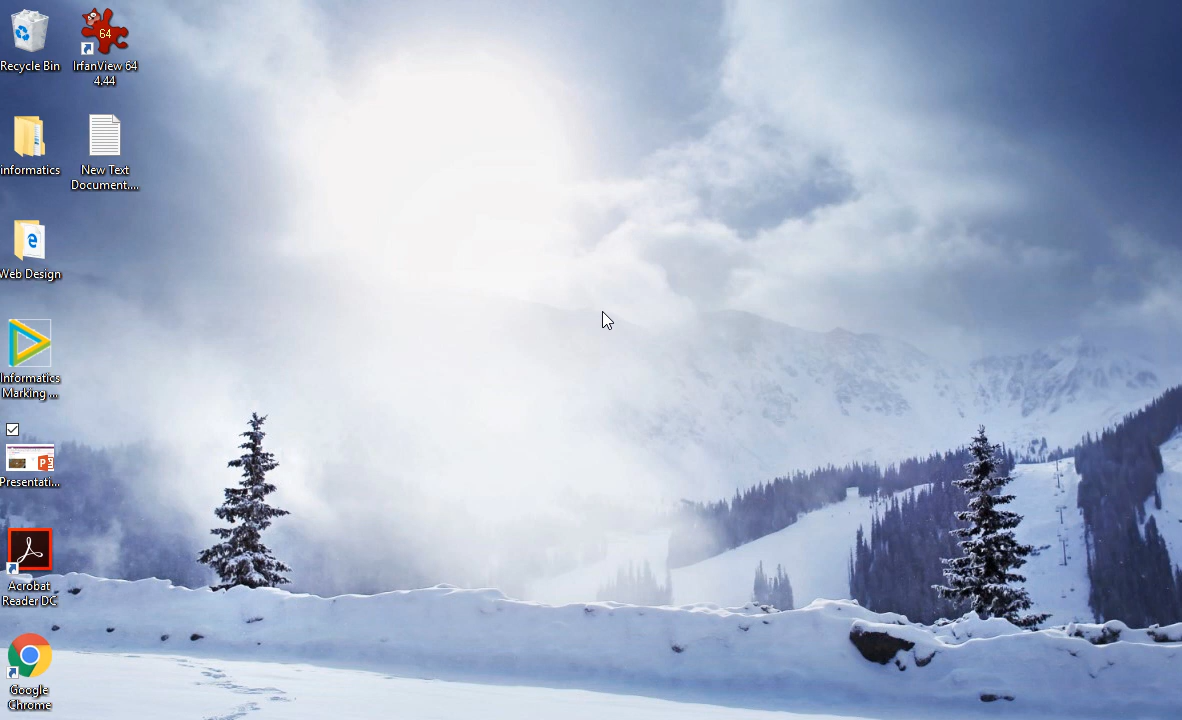 Recycle Bin
64
IrfanView 64
4.44
informatics
New Text
Document....
Web Design
Informatics
Marking ...
Presentati...
Acrobat
Reader DC
Google
Chrome